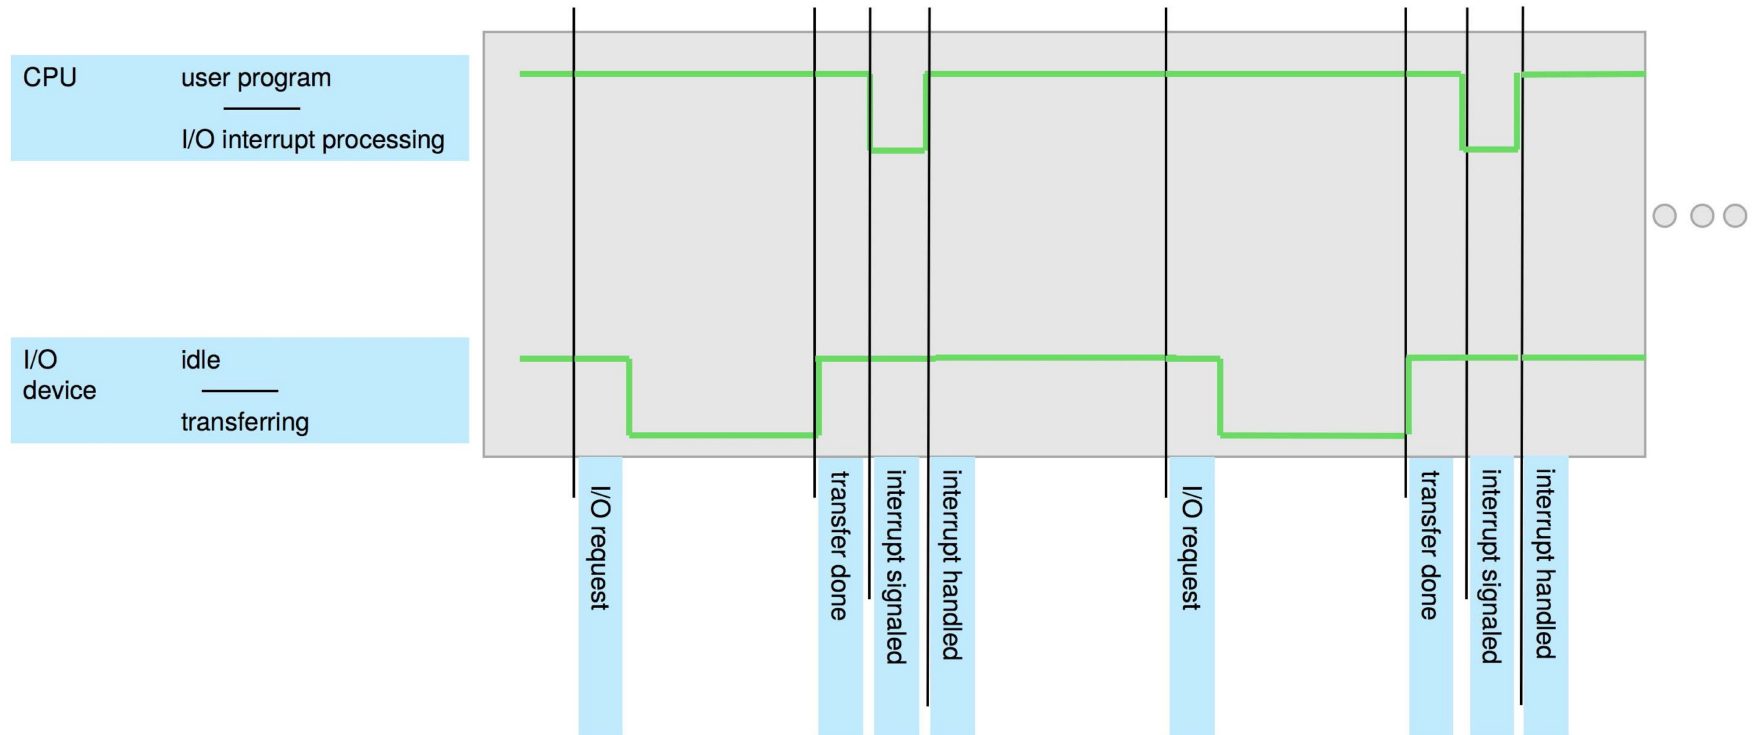 CPU
user program
I/O interrupt processing
I/O
device
idle
transferring
I/O request
transfer done
interrupt signaled
interrupt handled
I/O request
transfer done
interrupt signaled
interrupt handled